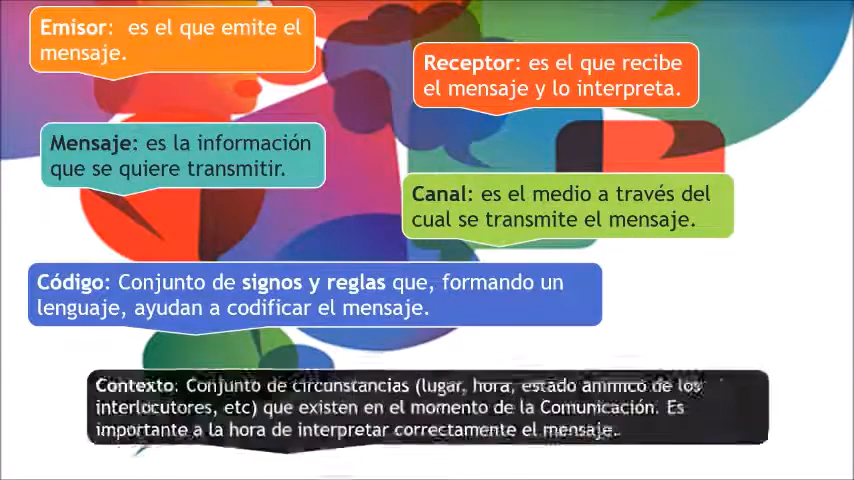 Emisor:  es el que emite el
mensaje.
Receptor: es el que recibe
el mensaje y lo interpreta.
Mensaje: es la información
que se quiere transmitir.
Canal: es el medio a través del
cual se transmite el mensaje.
Código: Conjunto de signos y reglas que, formando un
lenguaje, ayudan a codificar el mensaje.
Contexto: Conjunto de circunstancias (lugar, hora, estado anímico de los
interlocutores, etc) que existen en el momento de la Comunicación. Es
importante a la hora de interpretar correctamente el mensaje.